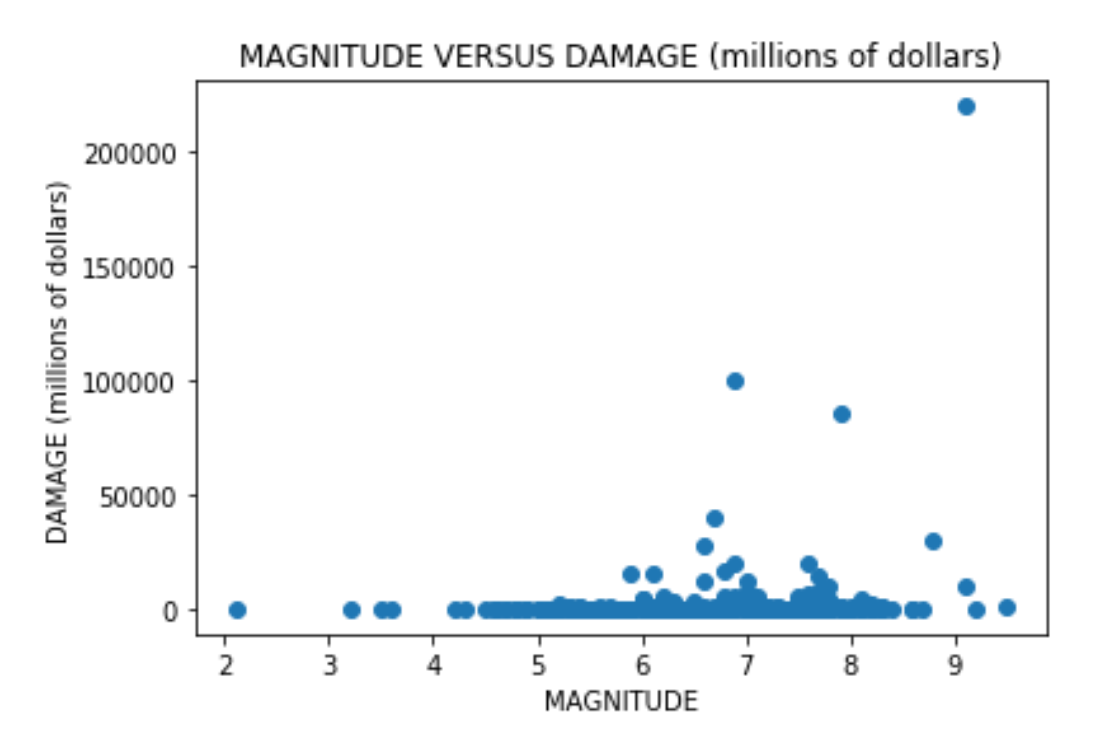 MAGNITUDE VERSUS DAMAGE (millions of dollars)
200000
150000
100000
50000
0
DAMAGE (millions of dollars)
2 3 4 5 6 7 8 9
MAGNITUDE